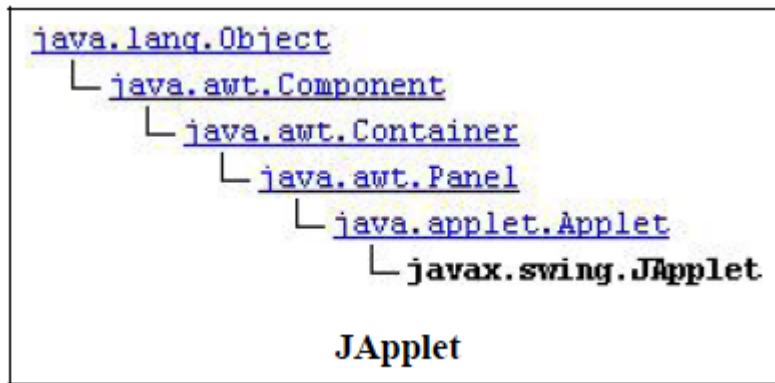 java.lang.Object
java.awt.Component
java.awt.Container
java.awt.Panel
java.applet.Applet
javax.swing.JApplet
JApplet